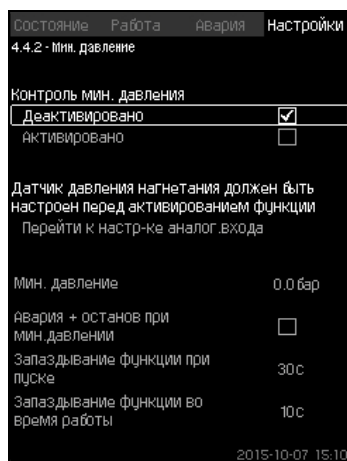 Состояние Работа Авария Настройки
4.4.2 - Мин. давление
Контроль мин. давления
Деактивировано
Активировано
Датчик давления нагнетания должен быть
настроен перед активированием функции
Перейти к настр-ке аналог.входа
Мин. давление 0.0 бар
Авария + останов при
мин.давлении
Запаздывание функции при
пуске 30с
Запаздывание функции во
время работы 10с
2015-10-07 15:10